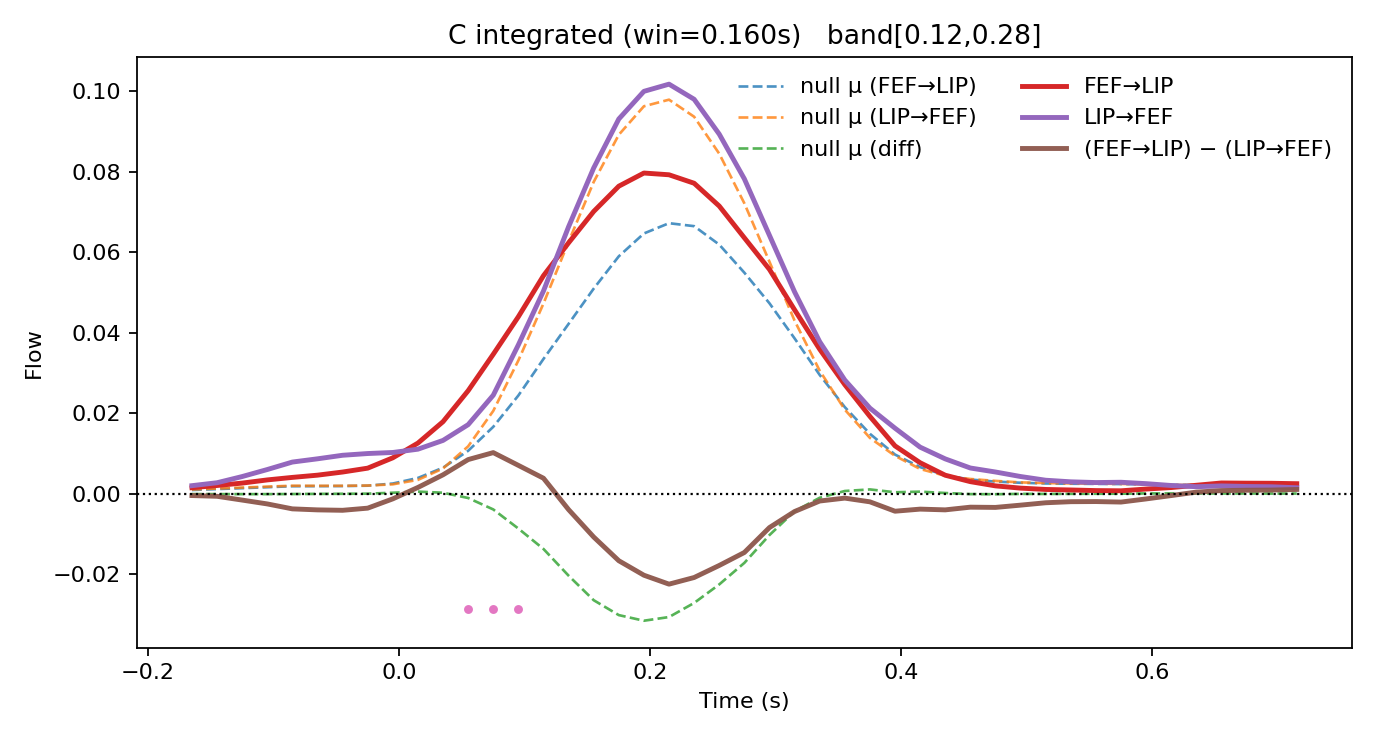 C integrated (win=0.160s)   band[0.12,0.28]
null μ (FEF→LIP)
null μ (LIP→FEF)
null μ (diff)
FEF→LIP
LIP→FEF
(FEF→LIP) − (LIP→FEF)
Flow
0.10
0.08
0.06
0.04
0.02
0.00
−0.02
−0.2
0.0
0.2
0.4
0.6
Time (s)